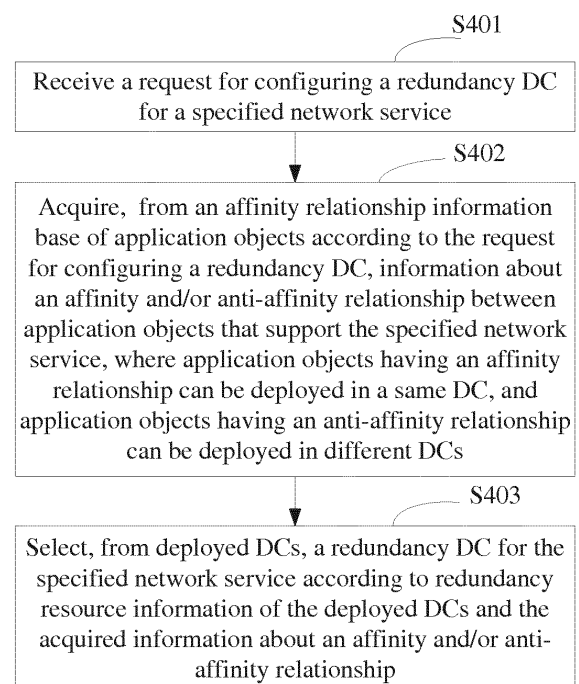 S401
Receive a request for configuring a redundancy DC
for a specified network service
S402
Acquire, from an affinity relationship information
base of application objects according to the request
for configuring a redundancy DC, information about
an affinity and/or anti-affinity relationship between
application objects that support the specified network
service, where application objects having an affinity
relationship can be deployed in a same DC, and
application objects having an anti-affinity relationship
can be deployed in different DCs
S403
Select, from deployed DCs, a redundancy DC for the
specified network service according to redundancy
resource information of the deployed DCs and the
acquired information about an affinity and/or anti-
affinity relationship